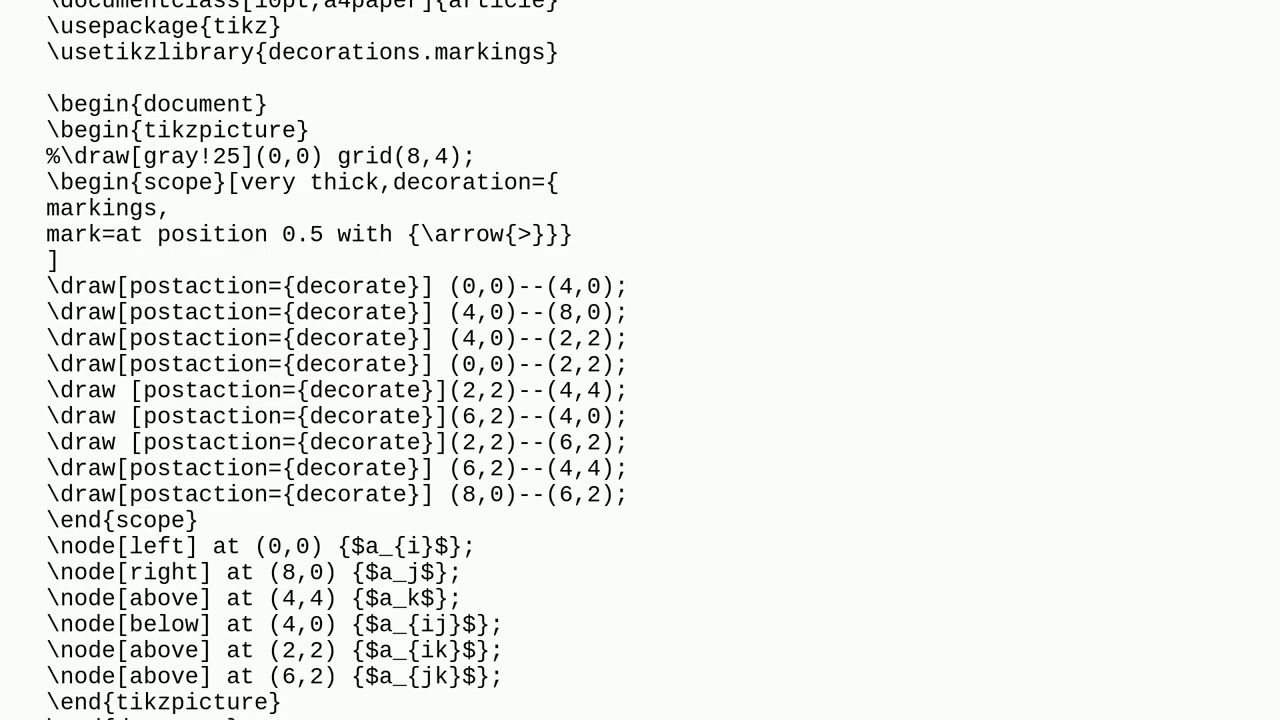 \documentclass[10pt,a4paper]{article}
\usepackage{tikz}
\usetikzlibrary{decorations.markings}

\begin{document}
\begin{tikzpicture}
%\draw[gray!25](0,0) grid(8,4);
\begin{scope}[very thick,decoration={
markings,
mark=at position 0.5 with {\arrow{>}}}
]
\draw[postaction={decorate}] (0,0)--(4,0);
\draw[postaction={decorate}] (4,0)--(8,0);
\draw[postaction={decorate}] (4,0)--(2,2);
\draw[postaction={decorate}] (0,0)--(2,2);
\draw [postaction={decorate}](2,2)--(4,4);
\draw [postaction={decorate}](6,2)--(4,0);
\draw [postaction={decorate}](2,2)--(6,2);
\draw[postaction={decorate}] (6,2)--(4,4);
\draw[postaction={decorate}] (8,0)--(6,2);
\end{scope}
\node[left] at (0,0) {$a_{i}$};
\node[right] at (8,0) {$a_j$};
\node[above] at (4,4) {$a_k$};
\node[below] at (4,0) {$a_{ij}$};
\node[above] at (2,2) {$a_{ik}$};
\node[above] at (6,2) {$a_{jk}$};
\end{tikzpicture}